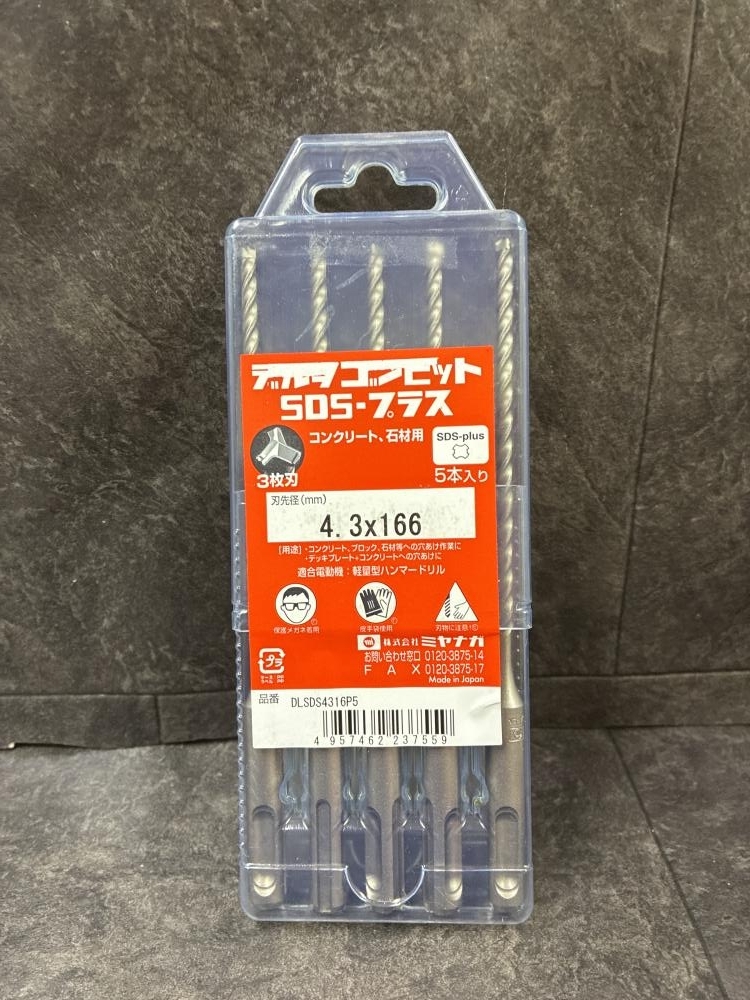 デルタゴンビット
SDS-プラス
コンクリート、石材用
SDS-plus
3枚刃
5本入り
刃先径(mm)
4.3x166
[用途]・コンクリート、ブロック、石材等への穴あけ作業に
・デッキプレート+コンクリートへの穴あけに
適合電動機:軽量型ハンマードリル
保護メガネ着用
皮手袋使用
刃物に注意!
株式会社 ミヤナガ
お問い合わせ窓口 0120-3875-14
FAX 0120-3875-17
Made in Japan
プラ
品番 DLSDS4316P5
4 957462 237559